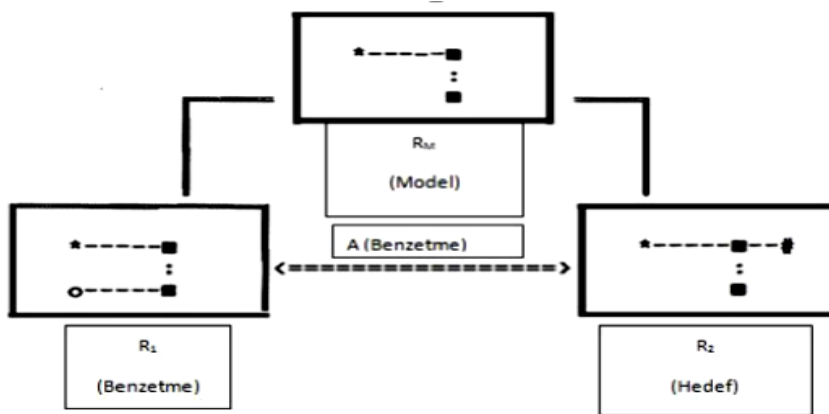 R_M
(Model)
A (Benzetme)
R₁
(Benzetme)
R₂
(Hedef)